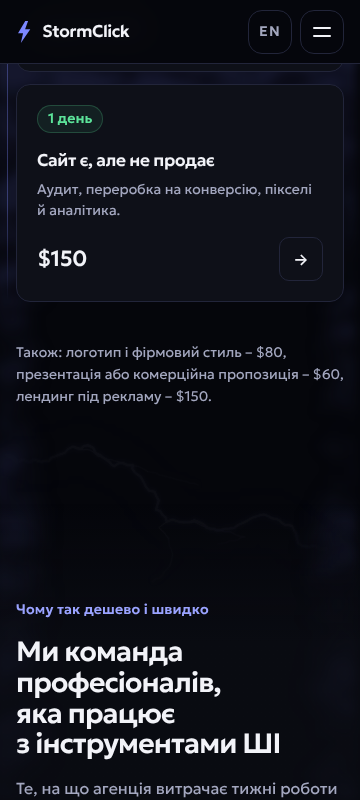 StormClick
EN
1 день
Сайт є, але не продає
Аудит, переробка на конверсію, пікселі
й аналітика.
$150
→
Також: логотип і фірмовий стиль – $80,
презентація або комерційна пропозиція – $60,
лендинг під рекламу – $150.
Чому так дешево і швидко
Ми команда
професіоналів,
яка працює
з інструментами ШІ
Те, на що агенція витрачає тижні роботи